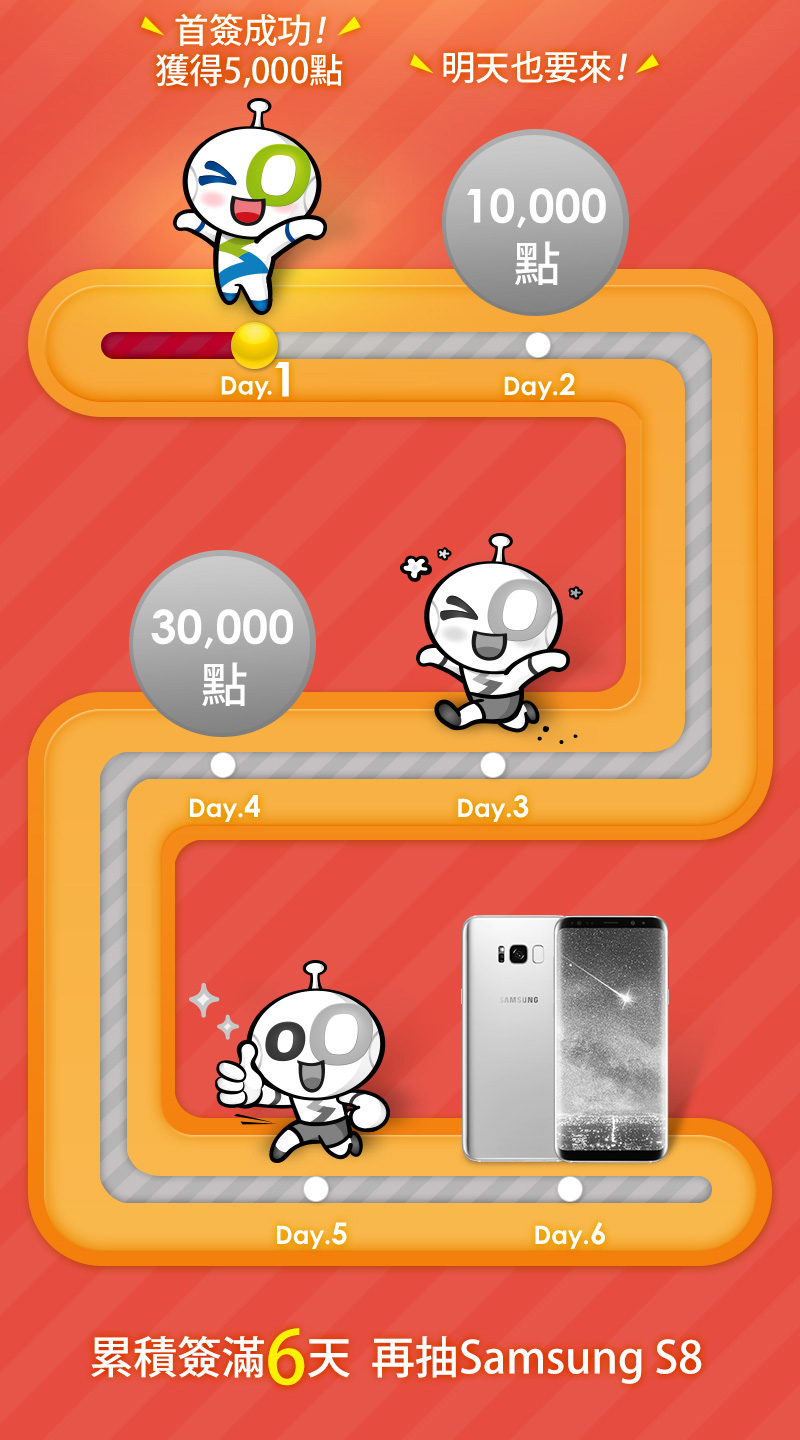 首簽成功!
獲得5,000點
明天也要來!
10,000
點
Day.1
Day.2
30,000
點
Day.4
Day.3
SAMSUNG
Day.5
Day.6
累積簽滿6天 再抽Samsung S8